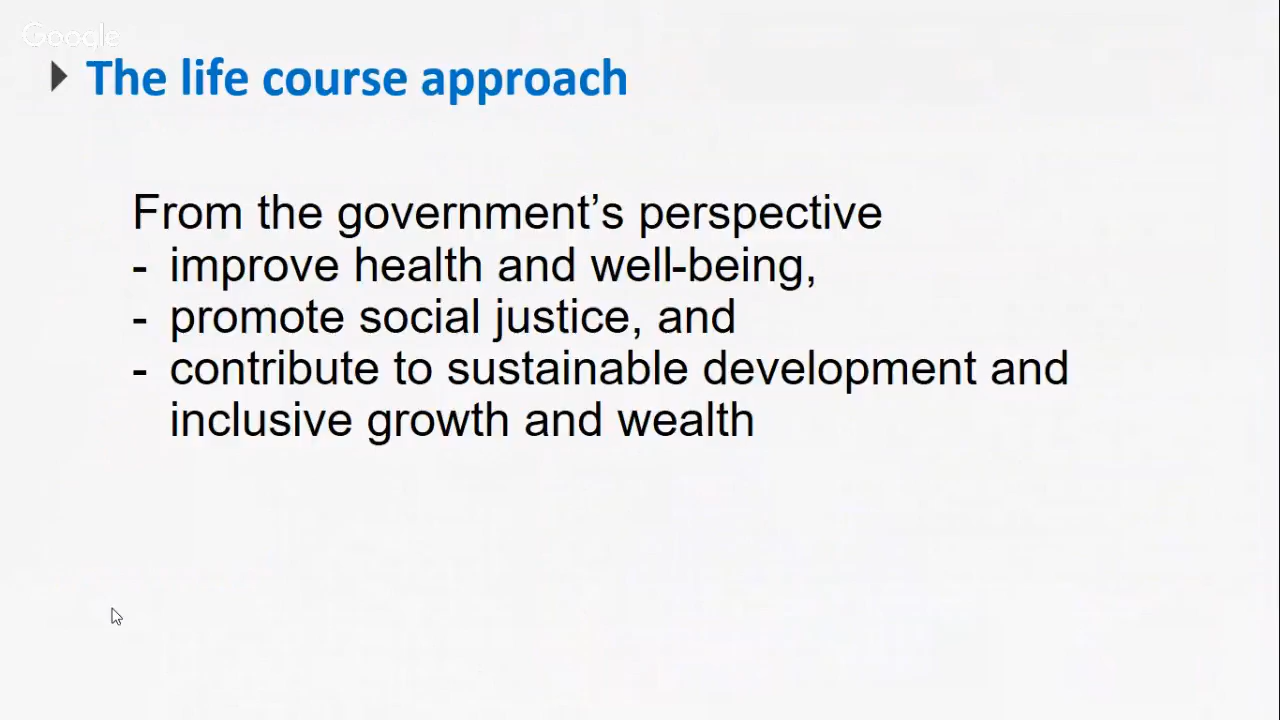 Google
The life course approach
From the government’s perspective
- improve health and well-being,
- promote social justice, and
- contribute to sustainable development and
inclusive growth and wealth